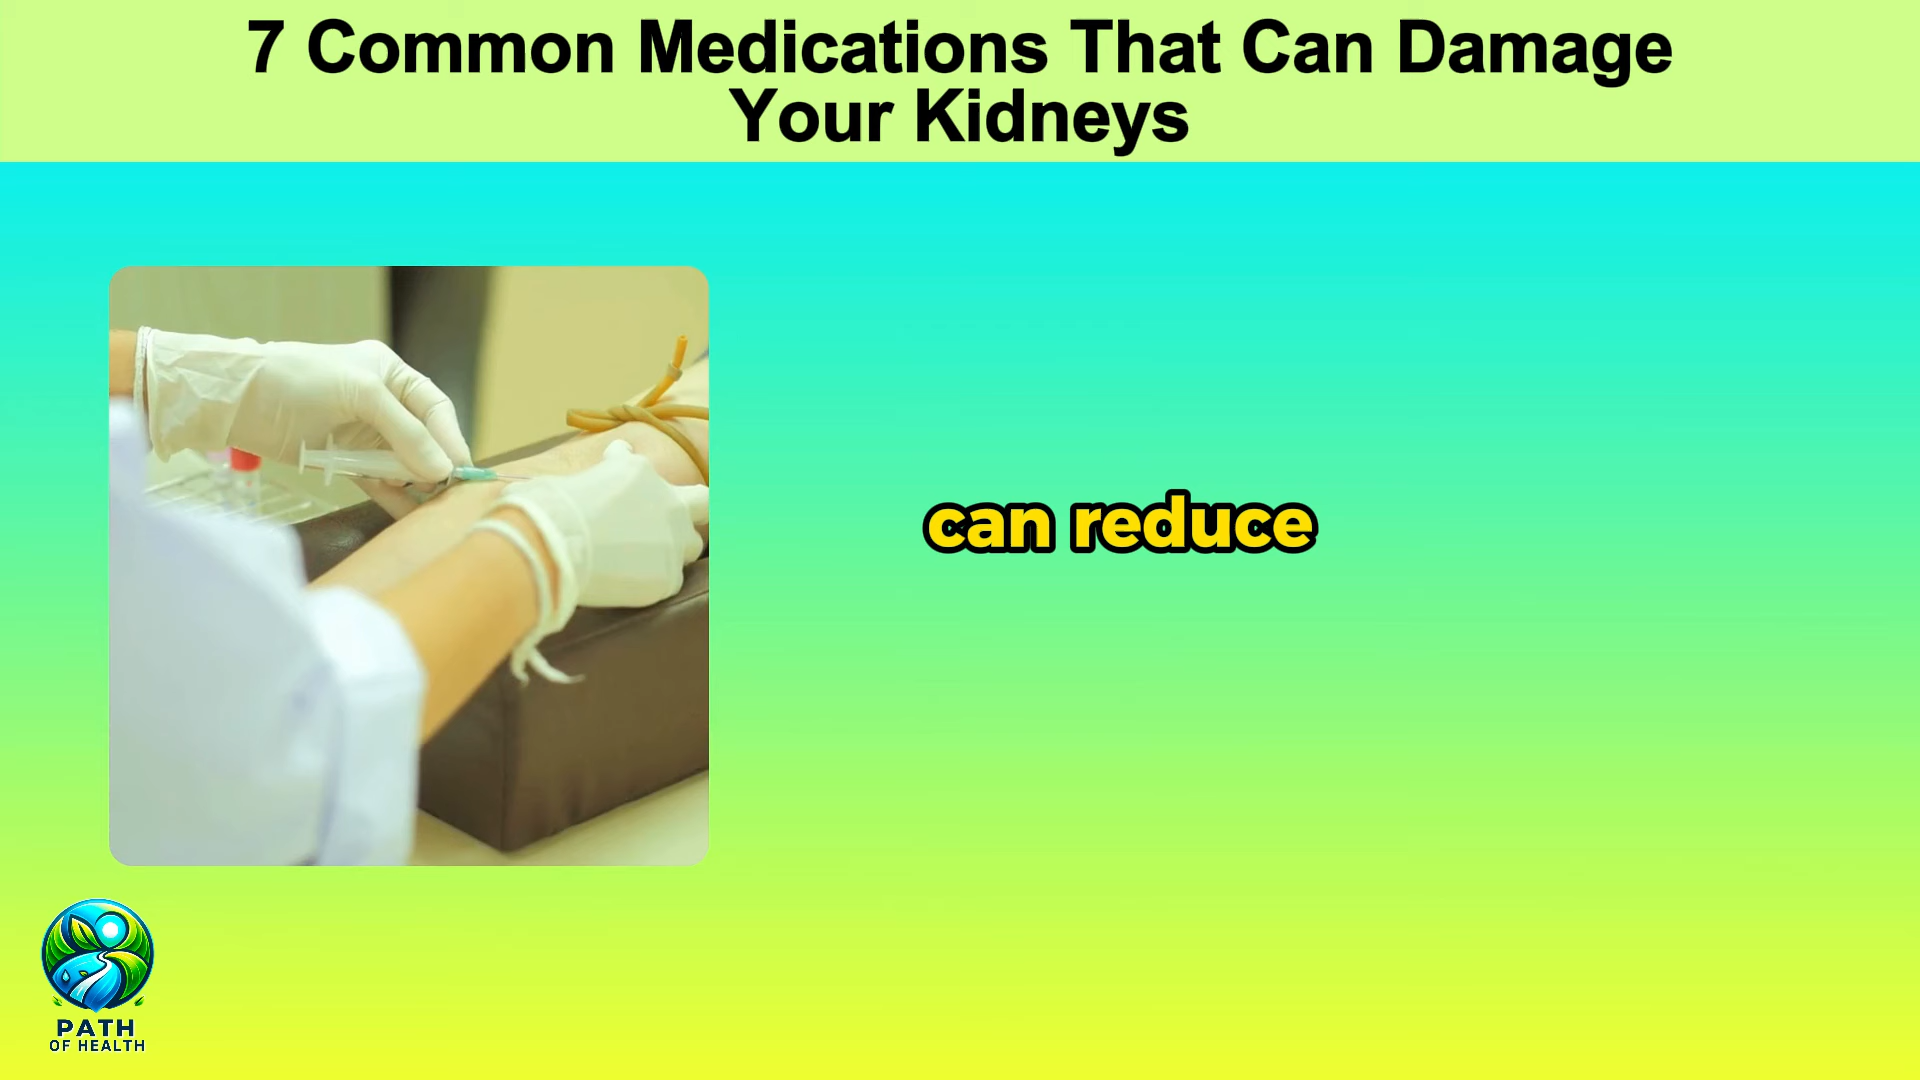 7 Common Medications That Can Damage
Your Kidneys
can reduce
PATH
OF HEALTH